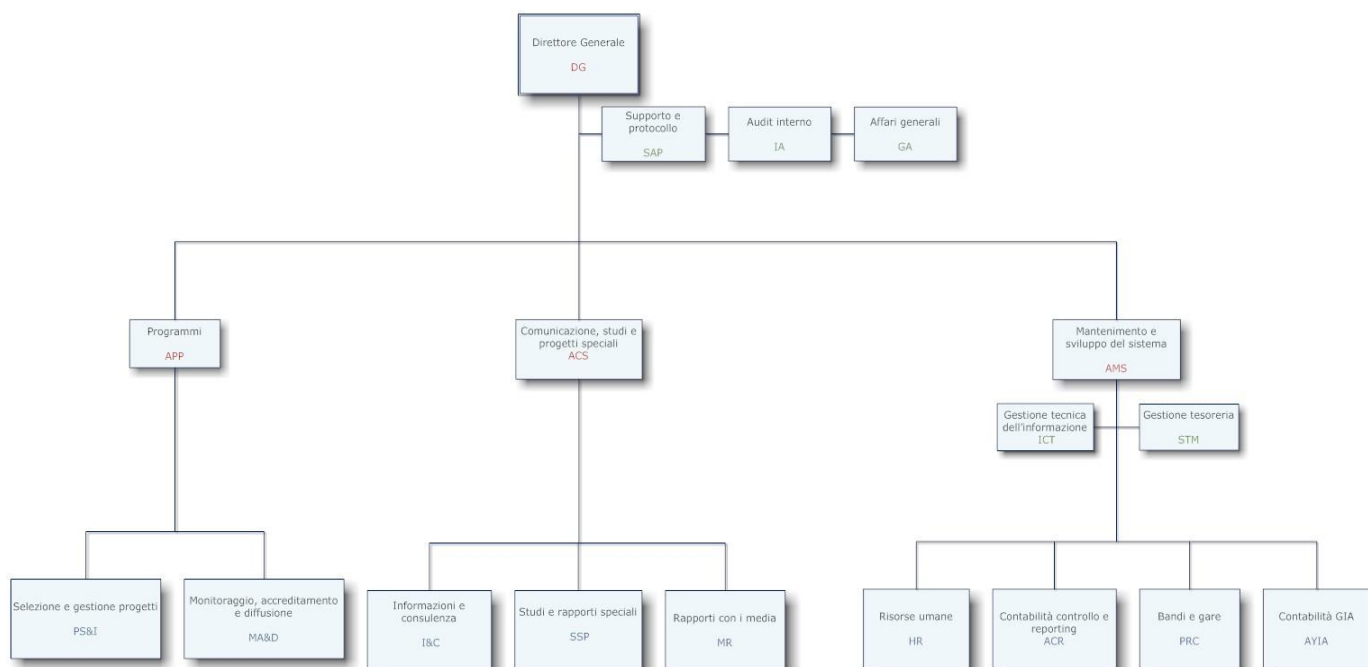 Direttore Generale
DG
Supporto e
protocollo
SAP
Audit interno
IA
Affari generali
GA
Programmi
APP
Comunicazione, studi e
progetti speciali
ACS
Mantenimento e
sviluppo del sistema
AMS
Gestione tecnica
dell'informazione
ICT
Gestione tesoreria
STM
Selezione e gestione progetti
PS&I
Monitoraggio, accreditamento
e diffusione
MA&D
Informazioni e
consulenza
I&C
Studi e rapporti speciali
SSP
Rapporti con i media
MR
Risorse umane
HR
Contabilità controllo e
reporting
ACR
Bandi e gare
PRC
Contabilità GIA
AYIA